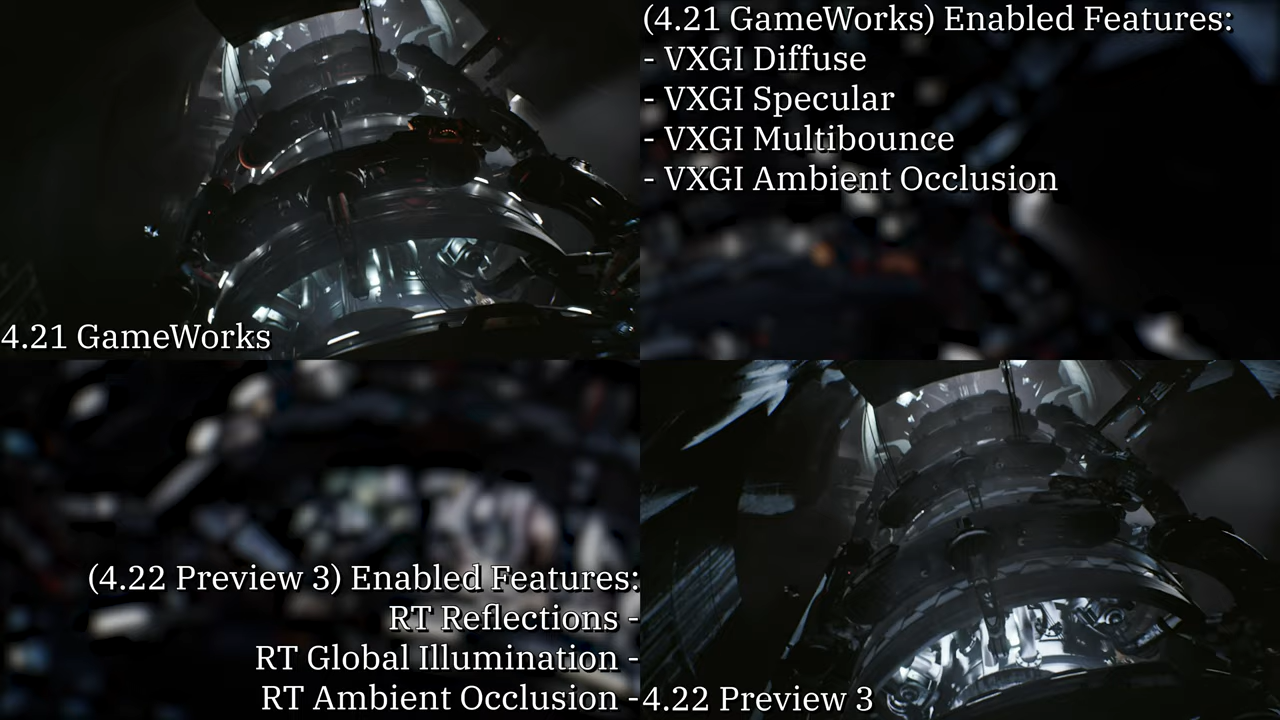 (4.21 GameWorks) Enabled Features:
- VXGI Diffuse
- VXGI Specular
- VXGI Multibounce
- VXGI Ambient Occlusion
4.21 GameWorks
(4.22 Preview 3) Enabled Features:
RT Reflections -
RT Global Illumination -
RT Ambient Occlusion -
4.22 Preview 3